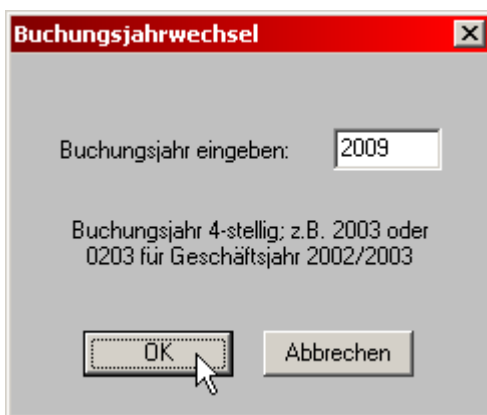 Buchungsjahrwechsel
Buchungsjahr eingeben: 2009
Buchungsjahr 4-stellig; z.B. 2003 oder
0203 für Geschäftsjahr 2002/2003
OK Abbrechen